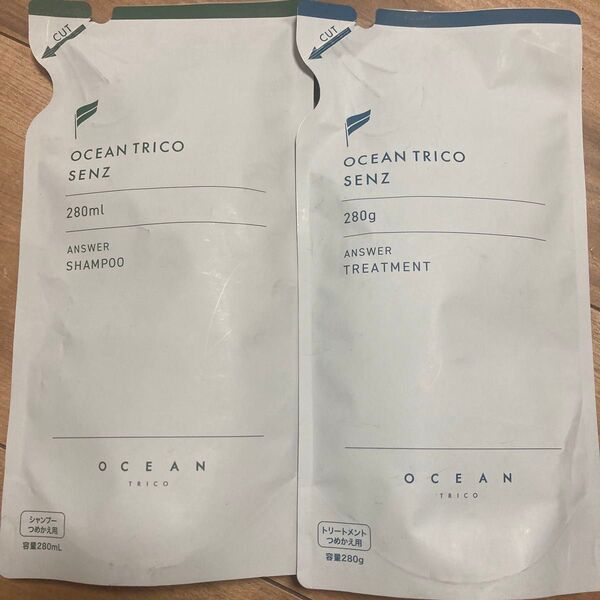 CUT
OCEAN TRICO
SENZ
280ml
ANSWER
SHAMPOO
OCEAN
TRICO
シャンプー
つめかえ用
容量280mL
CUT
OCEAN TRICO
SENZ
280g
ANSWER
TREATMENT
OCEAN
TRICO
トリートメント
つめかえ用
容量280g